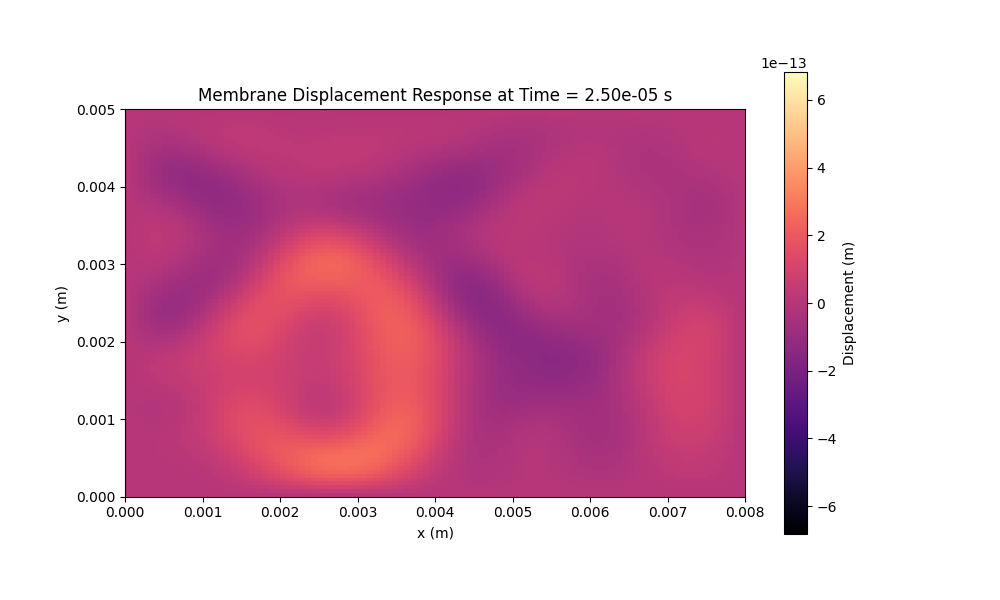 1e−13
Membrane Displacement Response at Time = 2.50e-05 s
0.005
0.004
0.003
0.002
0.001
0.000
y (m)
0.000 0.001 0.002 0.003 0.004 0.005 0.006 0.007 0.008
x (m)
6
4
2
0
−2
−4
−6
Displacement (m)